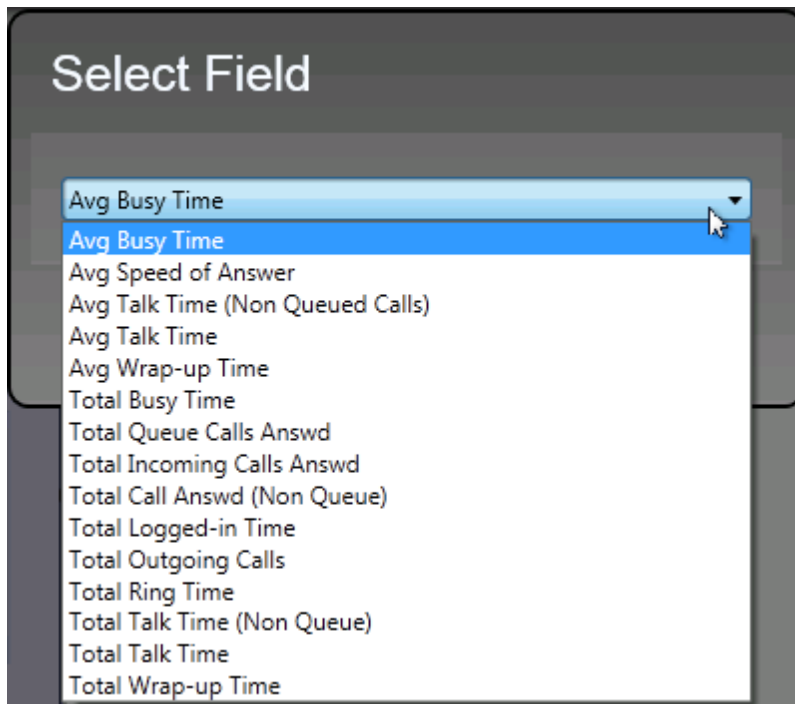 Select Field
Avg Busy Time
Avg Busy Time
Avg Speed of Answer
Avg Talk Time (Non Queued Calls)
Avg Talk Time
Avg Wrap-up Time
Total Busy Time
Total Queue Calls Answd
Total Incoming Calls Answd
Total Call Answd (Non Queue)
Total Logged-in Time
Total Outgoing Calls
Total Ring Time
Total Talk Time (Non Queue)
Total Talk Time
Total Wrap-up Time